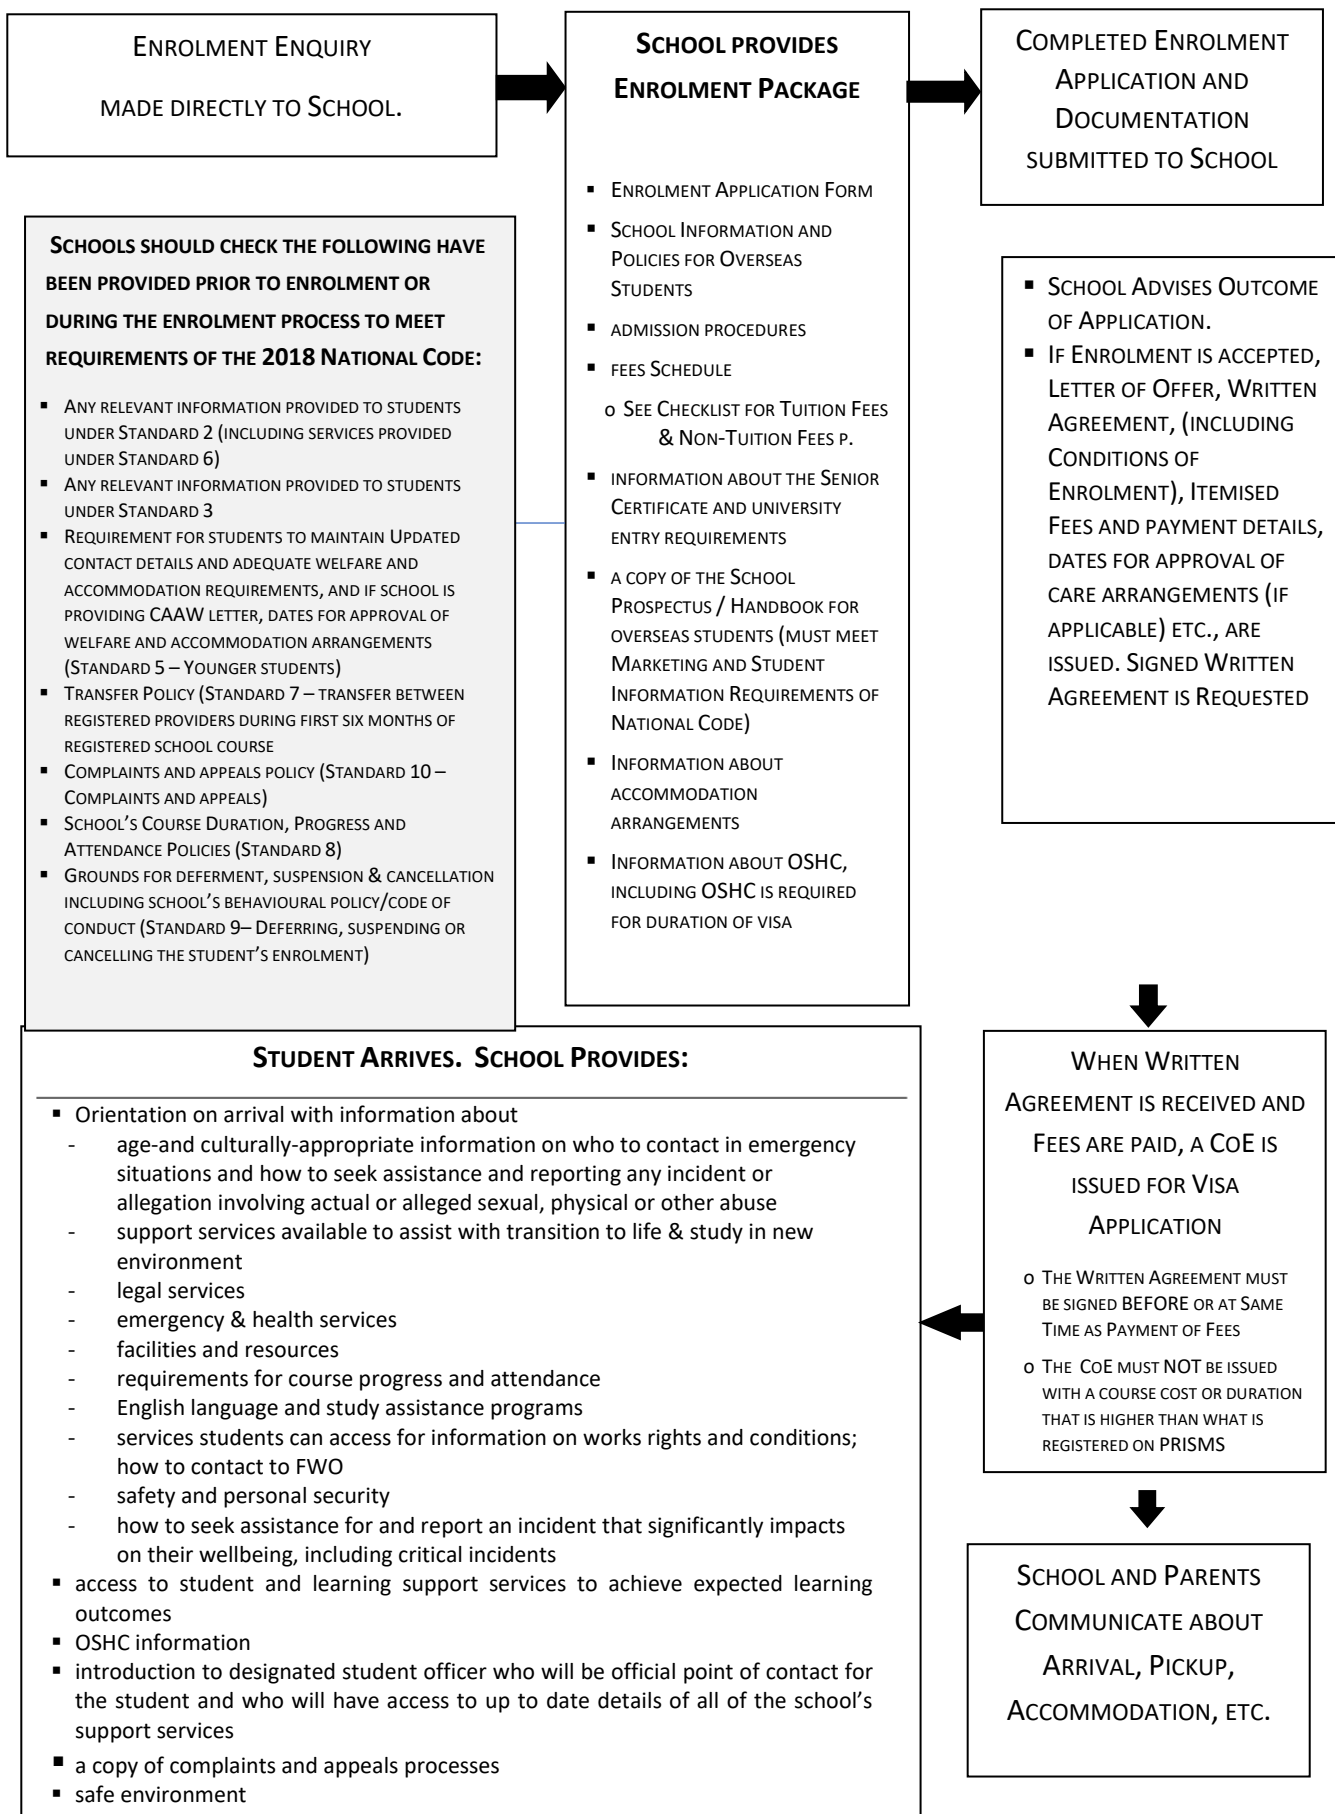 ENROLMENT ENQUIRY
MADE DIRECTLY TO SCHOOL.
SCHOOL PROVIDES
ENROLMENT PACKAGE
▪ ENROLMENT APPLICATION FORM
▪ SCHOOL INFORMATION AND
POLICIES FOR OVERSEAS
STUDENTS
▪ ADMISSION PROCEDURES
▪ FEES SCHEDULE
o SEE CHECKLIST FOR TUITION FEES
& NON-TUITION FEES P.
▪ INFORMATION ABOUT THE SENIOR
CERTIFICATE AND UNIVERSITY
ENTRY REQUIREMENTS
▪ A COPY OF THE SCHOOL
PROSPECTUS / HANDBOOK FOR
OVERSEAS STUDENTS (MUST MEET
MARKETING AND STUDENT
INFORMATION REQUIREMENTS OF
NATIONAL CODE)
▪ INFORMATION ABOUT
ACCOMMODATION
ARRANGEMENTS
▪ INFORMATION ABOUT OSHC,
INCLUDING OSHC IS REQUIRED
FOR DURATION OF VISA
COMPLETED ENROLMENT
APPLICATION AND
DOCUMENTATION
SUBMITTED TO SCHOOL
SCHOOLS SHOULD CHECK THE FOLLOWING HAVE
BEEN PROVIDED PRIOR TO ENROLMENT OR
DURING THE ENROLMENT PROCESS TO MEET
REQUIREMENTS OF THE 2018 NATIONAL CODE:
▪ ANY RELEVANT INFORMATION PROVIDED TO STUDENTS
UNDER STANDARD 2 (INCLUDING SERVICES PROVIDED
UNDER STANDARD 6)
▪ ANY RELEVANT INFORMATION PROVIDED TO STUDENTS
UNDER STANDARD 3
▪ REQUIREMENT FOR STUDENTS TO MAINTAIN UPDATED
CONTACT DETAILS AND ADEQUATE WELFARE AND
ACCOMMODATION REQUIREMENTS, AND IF SCHOOL IS
PROVIDING CAAW LETTER, DATES FOR APPROVAL OF
WELFARE AND ACCOMMODATION ARRANGEMENTS
(STANDARD 5 – YOUNGER STUDENTS)
▪ TRANSFER POLICY (STANDARD 7 – TRANSFER BETWEEN
REGISTERED PROVIDERS DURING FIRST SIX MONTHS OF
REGISTERED SCHOOL COURSE
▪ COMPLAINTS AND APPEALS POLICY (STANDARD 10 –
COMPLAINTS AND APPEALS)
▪ SCHOOL'S COURSE DURATION, PROGRESS AND
ATTENDANCE POLICIES (STANDARD 8)
▪ GROUNDS FOR DEFERMENT, SUSPENSION & CANCELLATION
INCLUDING SCHOOL'S BEHAVIOURAL POLICY/CODE OF
CONDUCT (STANDARD 9– DEFERRING, SUSPENDING OR
CANCELLING THE STUDENT'S ENROLMENT)
▪ SCHOOL ADVISES OUTCOME
OF APPLICATION.
▪ IF ENROLMENT IS ACCEPTED,
LETTER OF OFFER, WRITTEN
AGREEMENT, (INCLUDING
CONDITIONS OF
ENROLMENT), ITEMISED
FEES AND PAYMENT DETAILS,
DATES FOR APPROVAL OF
CARE ARRANGEMENTS (IF
APPLICABLE) ETC., ARE
ISSUED. SIGNED WRITTEN
AGREEMENT IS REQUESTED
WHEN WRITTEN
AGREEMENT IS RECEIVED AND
FEES ARE PAID, A COE IS
ISSUED FOR VISA
APPLICATION
o THE WRITTEN AGREEMENT MUST
BE SIGNED BEFORE OR AT SAME
TIME AS PAYMENT OF FEES
o THE COE MUST NOT BE ISSUED
WITH A COURSE COST OR DURATION
THAT IS HIGHER THAN WHAT IS
REGISTERED ON PRISMS
SCHOOL AND PARENTS
COMMUNICATE ABOUT
ARRIVAL, PICKUP,
ACCOMMODATION, ETC.
STUDENT ARRIVES. SCHOOL PROVIDES:
▪ Orientation on arrival with information about
- age-and culturally-appropriate information on who to contact in emergency
situations and how to seek assistance and reporting any incident or
allegation involving actual or alleged sexual, physical or other abuse
- support services available to assist with transition to life & study in new
environment
- legal services
- emergency & health services
- facilities and resources
- requirements for course progress and attendance
- English language and study assistance programs
- services students can access for information on works rights and conditions;
how to contact to FWO
- safety and personal security
- how to seek assistance for and report an incident that significantly impacts
on their wellbeing, including critical incidents
▪ access to student and learning support services to achieve expected learning
outcomes
▪ OSHC information
▪ introduction to designated student officer who will be official point of contact for
the student and who will have access to up to date details of all of the school's
support services
▪ a copy of complaints and appeals processes
▪ safe environment